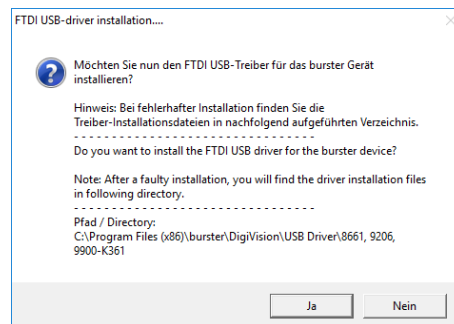 FTDI USB-driver installation....
Möchten Sie nun den FTDI USB-Treiber für das burster Gerät
installieren?
Hinweis: Bei fehlerhafter Installation finden Sie die
Treiber-Installationsdateien in nachfolgend aufgeführten Verzeichnis.
- - - - - - - - - - - - - - - - - - - - - - - - - - - - - - - - -
Do you want to install the FTDI USB driver for the burster device?
Note: After a faulty installation, you will find the driver installation files
in following directory.
- - - - - - - - - - - - - - - - - - - - - - - - - - - - - - - - -
Pfad / Directory:
C:\Program Files (x86)\burster\DigiVision\USB Driver\8661, 9206,
9900-K361
Ja Nein